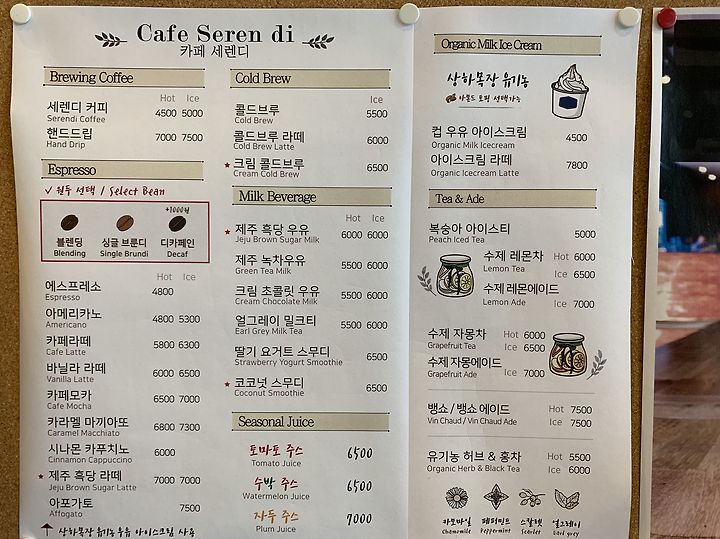 Cafe Seren di
카페 세렌디
Brewing Coffee
Hot Ice
세렌디 커피 4500 5000
Serendi Coffee
핸드드립 7000 7500
Hand Drip
Espresso
✓ 원두 선택 / Select Bean
+1000원
블렌딩 싱글 브룬디 디카페인
Blending Single Brundi Decaf
Hot Ice
에스프레소 4800
Espresso
아메리카노 4800 5300
Americano
카페라떼 5800 6300
Cafe Latte
바닐라 라떼 6000 6500
Vanilla Latte
카페모카 6500 7000
Cafe Mocha
카라멜 마끼아또 6800 7300
Caramel Macchiato
시나몬 카푸치노 6000
Cinnamon Cappuccino
★ 제주 흑당 라떼 7000 7000
Jeju Brown Sugar Latte
아포가토 7500
Affogato
↑ 상하목장 유기농우유 아이스크림 사용
Cold Brew
Ice
콜드브루 5500
Cold Brew
콜드브루 라떼 6000
Cold Brew Latte
★ 크림 콜드브루 6500
Cream Cold Brew
Milk Beverage
Hot Ice
★ 제주 흑당 우유 6000 6000
Jeju Brown Sugar Milk
제주 녹차우유 5500 6000
Green Tea Milk
크림 초콜릿 우유 5500 6000
Cream Chocolate Milk
얼그레이 밀크티 5500 6000
Earl Grey Milk Tea
딸기 요거트 스무디 6500
Strawberry Yogurt Smoothie
★ 코코넛 스무디 6500
Coconut Smoothie
Seasonal Juice
토마토 주스 6500
Tomato Juice
수박 주스 6500
Watermelon Juice
자두 주스 7000
Plum Juice
Organic Milk Ice Cream
상하목장 유기농
아몬드 토핑 선택가능
컵 우유 아이스크림 4500
Organic Milk Icecream
아이스크림 라떼 7800
Organic Icecream Latte
Tea & Ade
복숭아 아이스티 5000
Peach Iced Tea
수제 레몬차 Hot 6000
Lemon Tea Ice 6500
수제 레몬에이드
Lemon Ade Ice 7000
수제 자몽차 Hot 6000
Grapefruit Tea Ice 6500
수제 자몽에이드
Grapefruit Ade Ice 7000
뱅쇼 / 뱅쇼 에이드 Hot 7500
Vin Chaud / Vin Chaud Ade Ice 7500
유기농 허브 & 홍차 Hot 5500
Organic Herb & Black Tea Ice 6000
카모마일 페퍼민트 스칼렛 얼그레이
Chamomile Peppermint Scarlet Earl grey